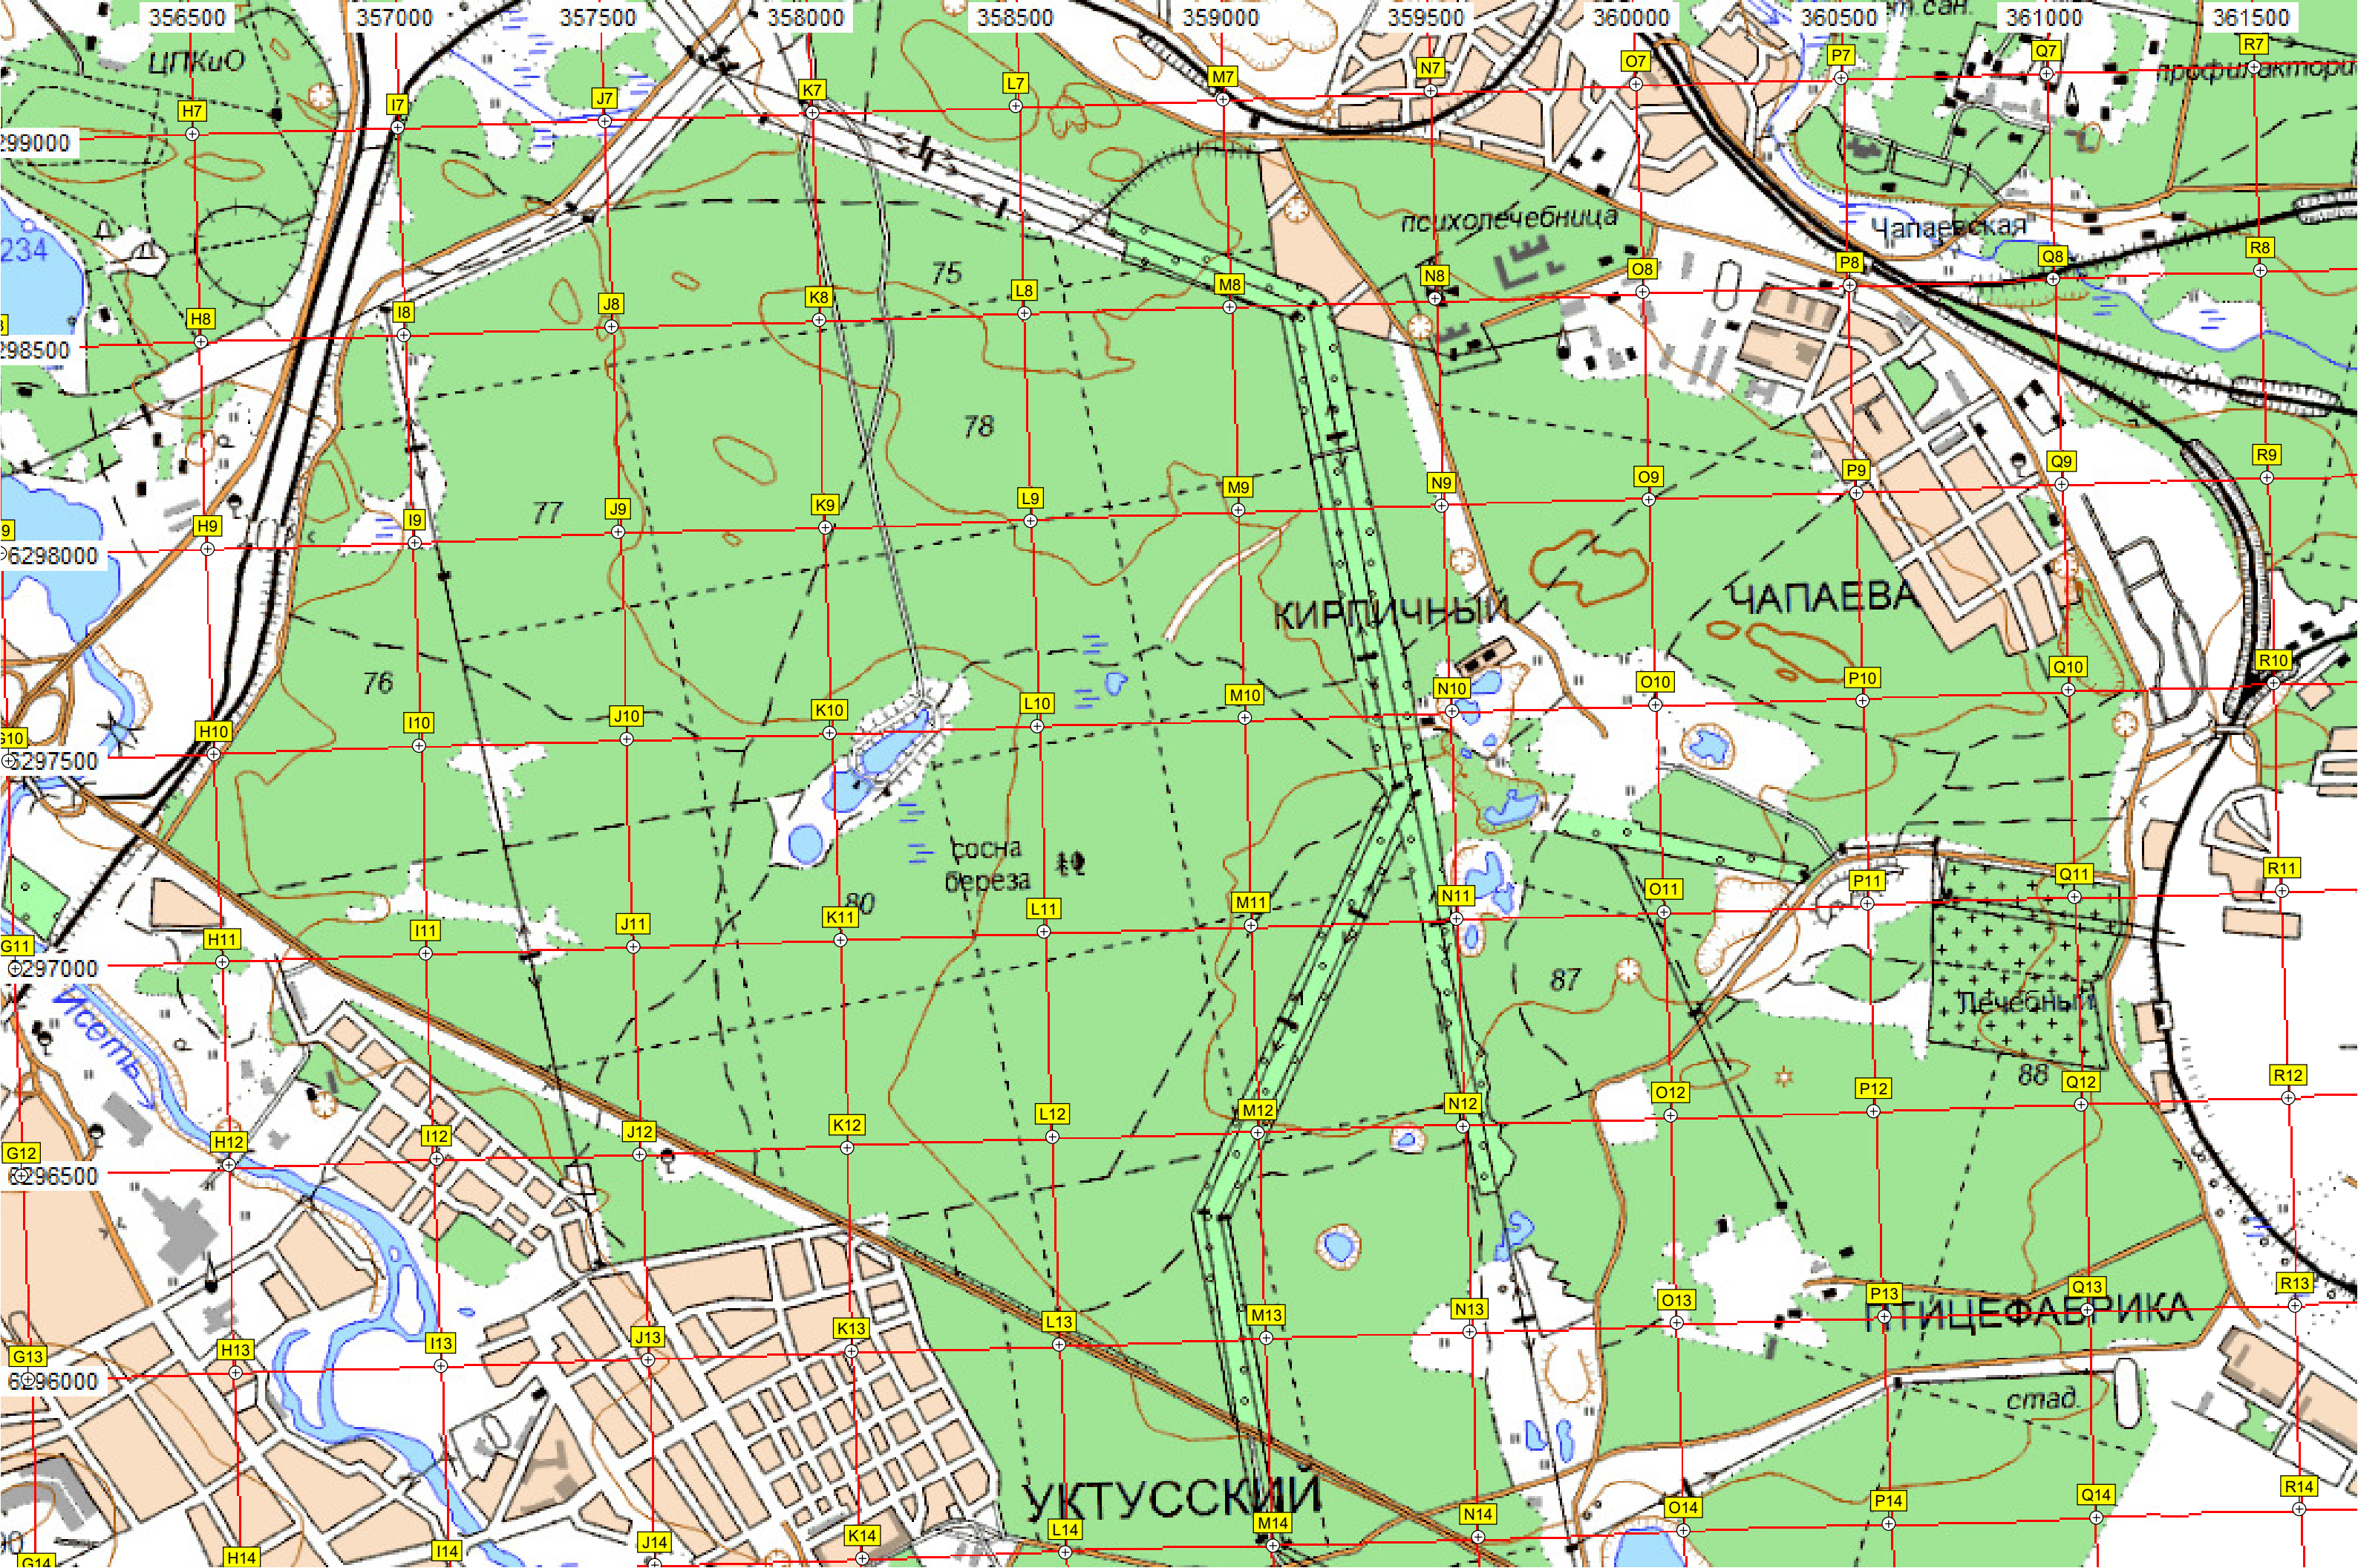 356500 357000 357500 358000 358500 359000 359500 360000 360500 361000 361500
ЦПКиО
H7 I7 J7 K7 L7 M7 N7 O7 P7 Q7 R7
психолечебница
Чапаевская
234
75
H8 I8 J8 K8 L8 M8 N8 O8 P8 Q8 R8
78
77
H9 I9 J9 K9 L9 M9 N9 O9 P9 Q9 R9
6298000
КИРПИЧНЫЙ
ЧАПАЕВА
76
G10 H10 I10 J10 K10 L10 M10 N10 O10 P10 Q10 R10
6297500
сосна
береза
80
G11 H11 I11 J11 K11 L11 M11 N11 O11 P11 Q11 R11
87
Исеть
Лечебный
88
G12 H12 I12 J12 K12 L12 M12 N12 O12 P12 Q12 R12
6296500
ПТИЦЕФАБРИКА
G13 H13 I13 J13 K13 L13 M13 N13 O13 P13 Q13 R13
6296000
стад.
УКТУССКИЙ
G14 H14 I14 J14 K14 L14 M14 N14 O14 P14 Q14 R14